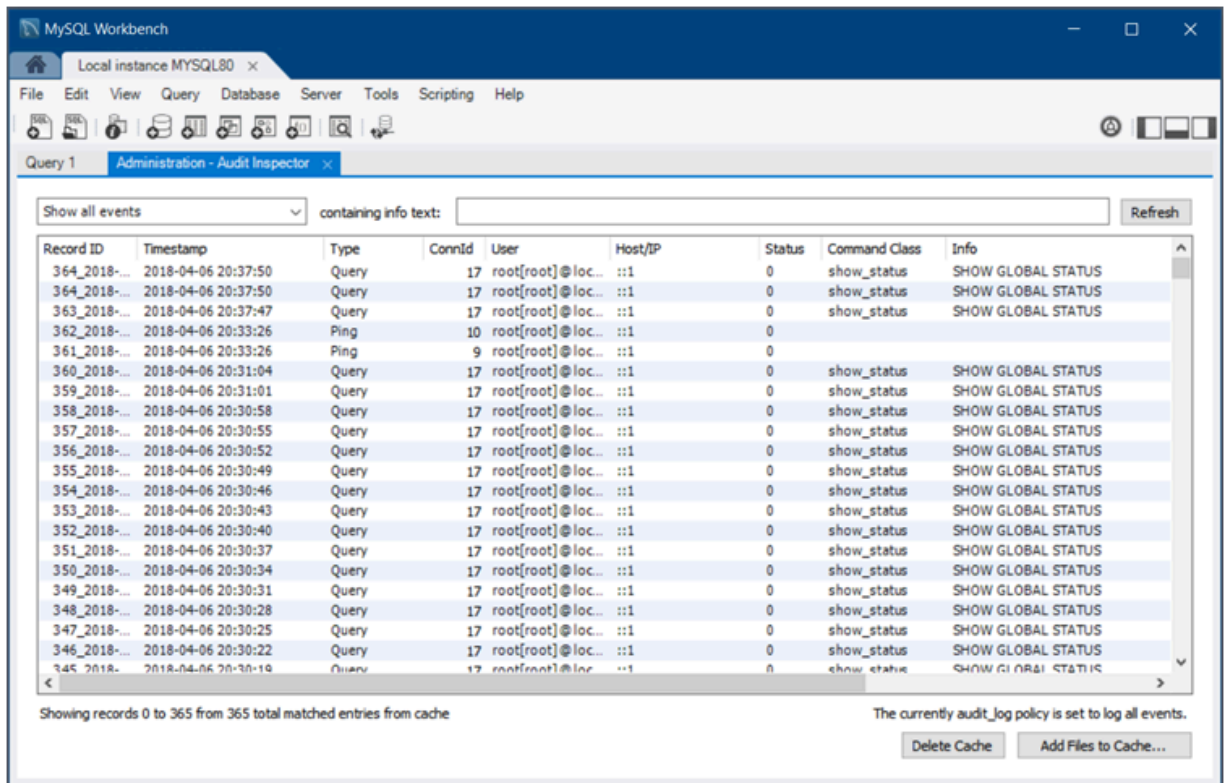 MySQL Workbench
Local instance MYSQL80
File Edit View Query Database Server Tools Scripting Help
Query 1 Administration - Audit Inspector
Show all events containing info text: Refresh
Record ID Timestamp Type ConnId User Host/IP Status Command Class Info
364_2018-... 2018-04-06 20:37:50 Query 17 root[root]@loc... ::1 0 show_status SHOW GLOBAL STATUS
364_2018-... 2018-04-06 20:37:50 Query 17 root[root]@loc... ::1 0 show_status SHOW GLOBAL STATUS
363_2018-... 2018-04-06 20:37:47 Query 17 root[root]@loc... ::1 0 show_status SHOW GLOBAL STATUS
362_2018-... 2018-04-06 20:33:26 Ping 10 root[root]@loc... ::1 0
361_2018-... 2018-04-06 20:33:26 Ping 9 root[root]@loc... ::1 0
360_2018-... 2018-04-06 20:31:04 Query 17 root[root]@loc... ::1 0 show_status SHOW GLOBAL STATUS
359_2018-... 2018-04-06 20:31:01 Query 17 root[root]@loc... ::1 0 show_status SHOW GLOBAL STATUS
358_2018-... 2018-04-06 20:30:58 Query 17 root[root]@loc... ::1 0 show_status SHOW GLOBAL STATUS
357_2018-... 2018-04-06 20:30:55 Query 17 root[root]@loc... ::1 0 show_status SHOW GLOBAL STATUS
356_2018-... 2018-04-06 20:30:52 Query 17 root[root]@loc... ::1 0 show_status SHOW GLOBAL STATUS
355_2018-... 2018-04-06 20:30:49 Query 17 root[root]@loc... ::1 0 show_status SHOW GLOBAL STATUS
354_2018-... 2018-04-06 20:30:46 Query 17 root[root]@loc... ::1 0 show_status SHOW GLOBAL STATUS
353_2018-... 2018-04-06 20:30:43 Query 17 root[root]@loc... ::1 0 show_status SHOW GLOBAL STATUS
352_2018-... 2018-04-06 20:30:40 Query 17 root[root]@loc... ::1 0 show_status SHOW GLOBAL STATUS
351_2018-... 2018-04-06 20:30:37 Query 17 root[root]@loc... ::1 0 show_status SHOW GLOBAL STATUS
350_2018-... 2018-04-06 20:30:34 Query 17 root[root]@loc... ::1 0 show_status SHOW GLOBAL STATUS
349_2018-... 2018-04-06 20:30:31 Query 17 root[root]@loc... ::1 0 show_status SHOW GLOBAL STATUS
348_2018-... 2018-04-06 20:30:28 Query 17 root[root]@loc... ::1 0 show_status SHOW GLOBAL STATUS
347_2018-... 2018-04-06 20:30:25 Query 17 root[root]@loc... ::1 0 show_status SHOW GLOBAL STATUS
346_2018-... 2018-04-06 20:30:22 Query 17 root[root]@loc... ::1 0 show_status SHOW GLOBAL STATUS
345_2018-... 2018-04-06 20:30:19 Query 17 root[root]@loc... ::1 0 show_status SHOW GLOBAL STATUS
Showing records 0 to 365 from 365 total matched entries from cache The currently audit_log policy is set to log all events.
Delete Cache Add Files to Cache...